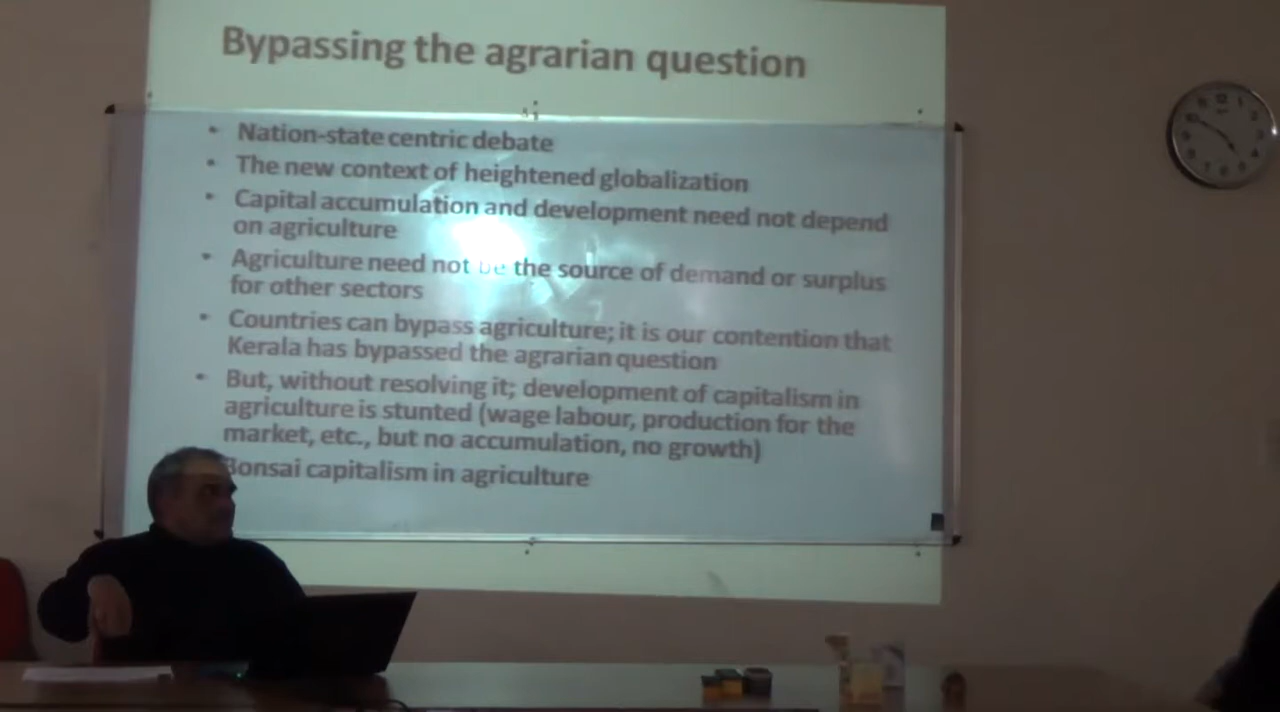 Bypassing the agrarian question
• Nation-state centric debate
• The new context of heightened globalization
• Capital accumulation and development need not depend
on agriculture
• Agriculture need not be the source of demand or surplus
for other sectors
• Countries can bypass agriculture; it is our contention that
Kerala has bypassed the agrarian question
• But, without resolving it; development of capitalism in
agriculture is stunted (wage labour, production for the
market, etc., but no accumulation, no growth)
Bonsai capitalism in agriculture